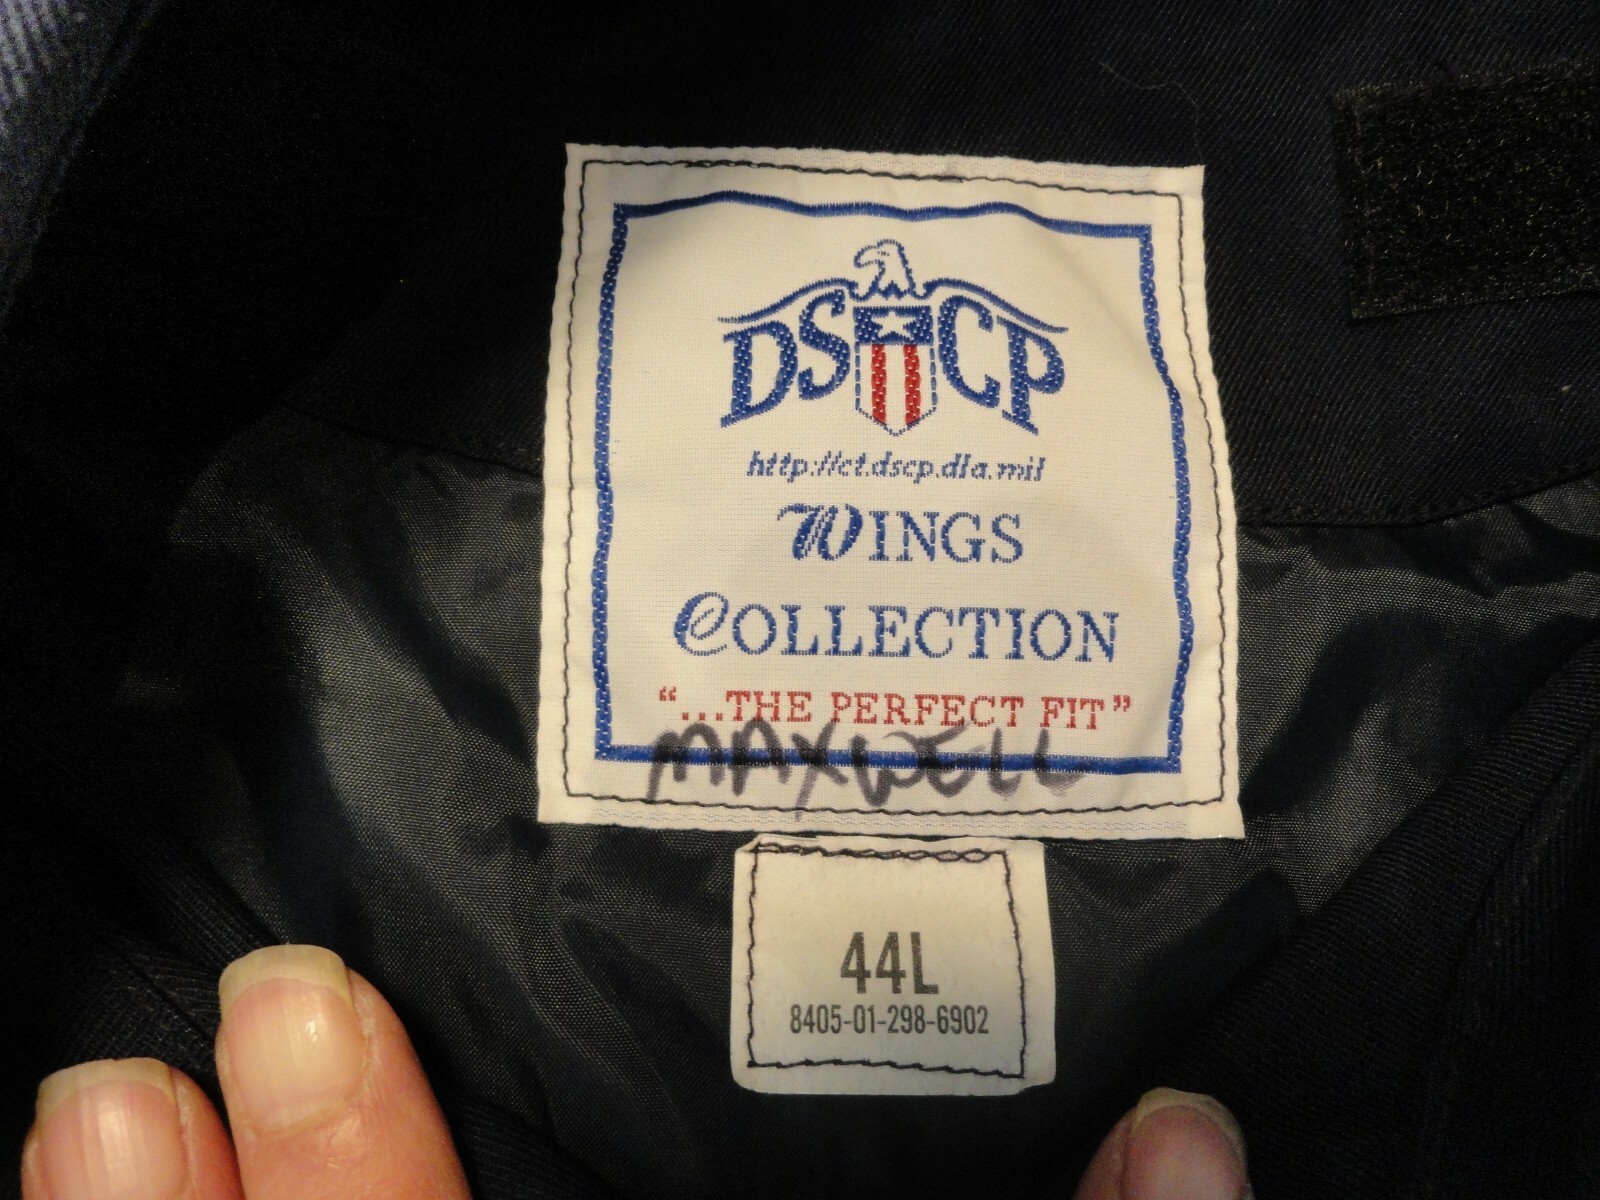 DSCP
http://ct.dscp.dla.mil
WINGS
COLLECTION
"...THE PERFECT FIT"
MAXWELL
44L
8405-01-298-6902